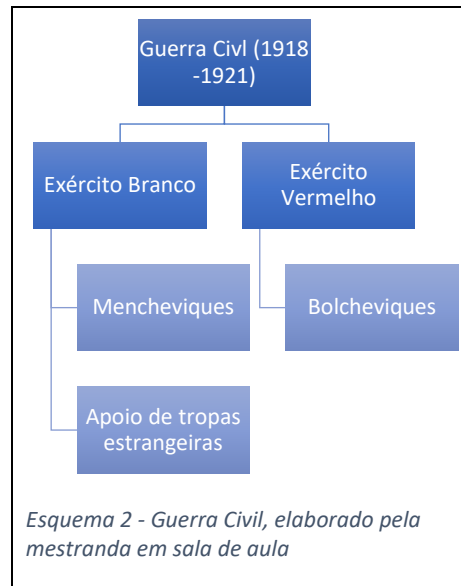 Guerra Civl (1918
-1921)
Exército Branco
Exército
Vermelho
Mencheviques
Bolcheviques
Apoio de tropas
estrangeiras
Esquema 2 - Guerra Civil, elaborado pela
mestranda em sala de aula